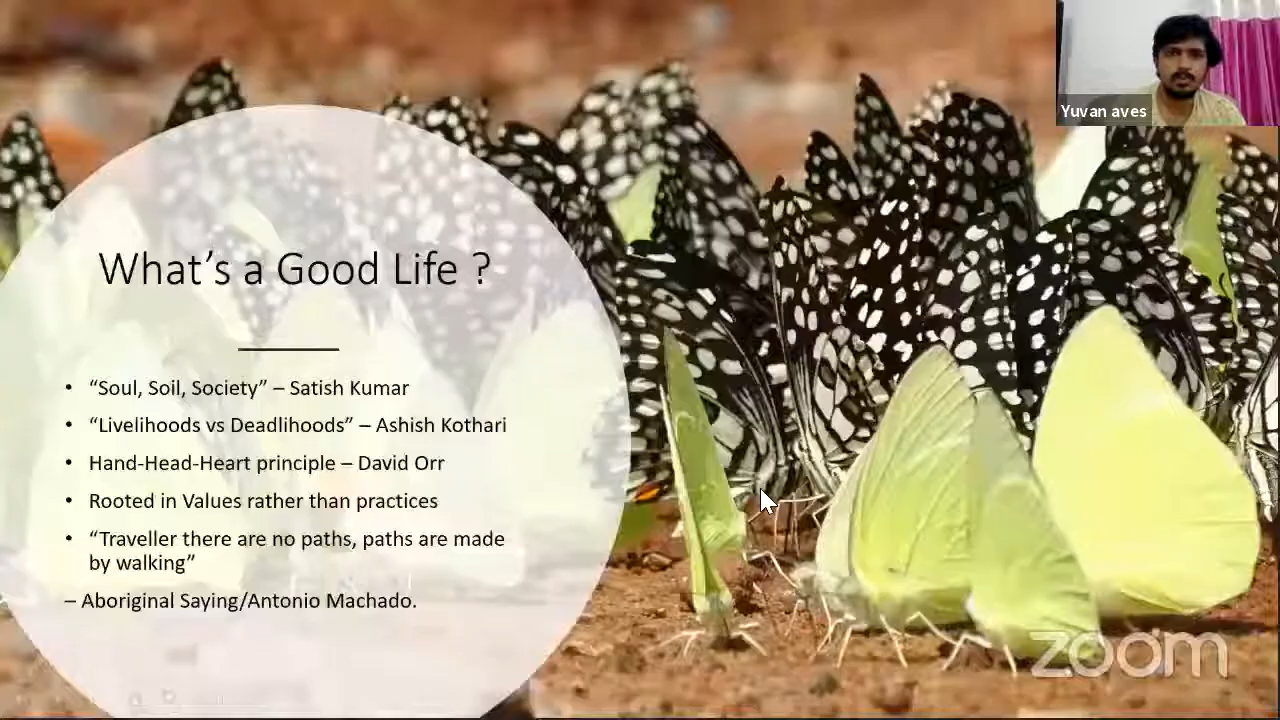 Yuvan aves
What’s a Good Life ?
• “Soul, Soil, Society” – Satish Kumar
• “Livelihoods vs Deadlihoods” – Ashish Kothari
• Hand-Head-Heart principle – David Orr
• Rooted in Values rather than practices
• “Traveller there are no paths, paths are made
by walking”
– Aboriginal Saying/Antonio Machado.
zoom